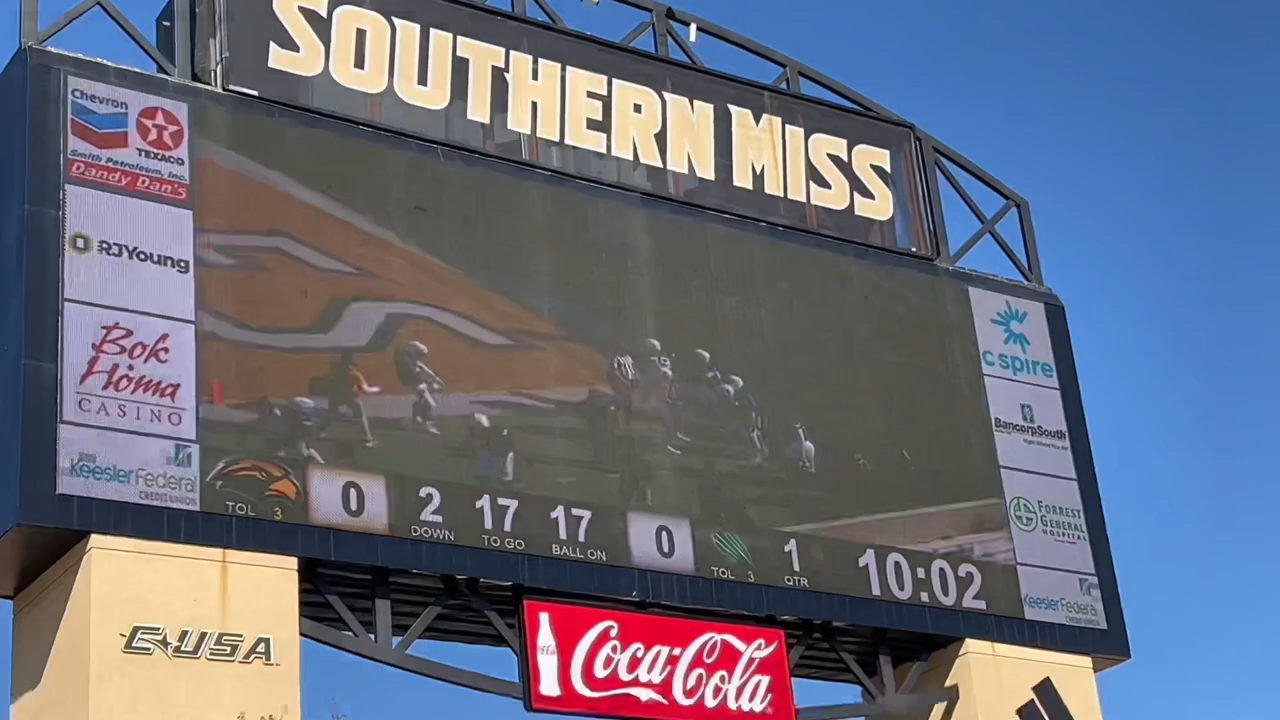 SOUTHERN MISS
Chevron
TEXACO
Smith Petroleum, Inc.
Dandy Dan's
RJYoung
Bok
Homa
CASINO
Keesler Federal
CREDIT UNION
c spire
BancorpSouth
FORREST
GENERAL
HOSPITAL
Keesler Federal
TOL 3
0
2
DOWN
17
TO GO
17
BALL ON
0
TOL 3
1
QTR
10:02
C USA
Coca-Cola